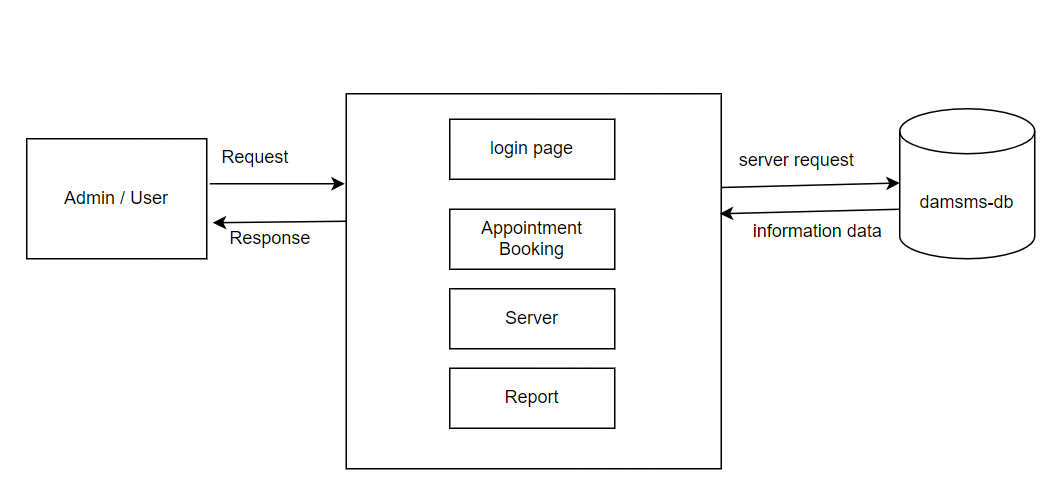 login page
Request
server request
Admin / User
damsms-db
Appointment
Booking
Response
information data
Server
Report